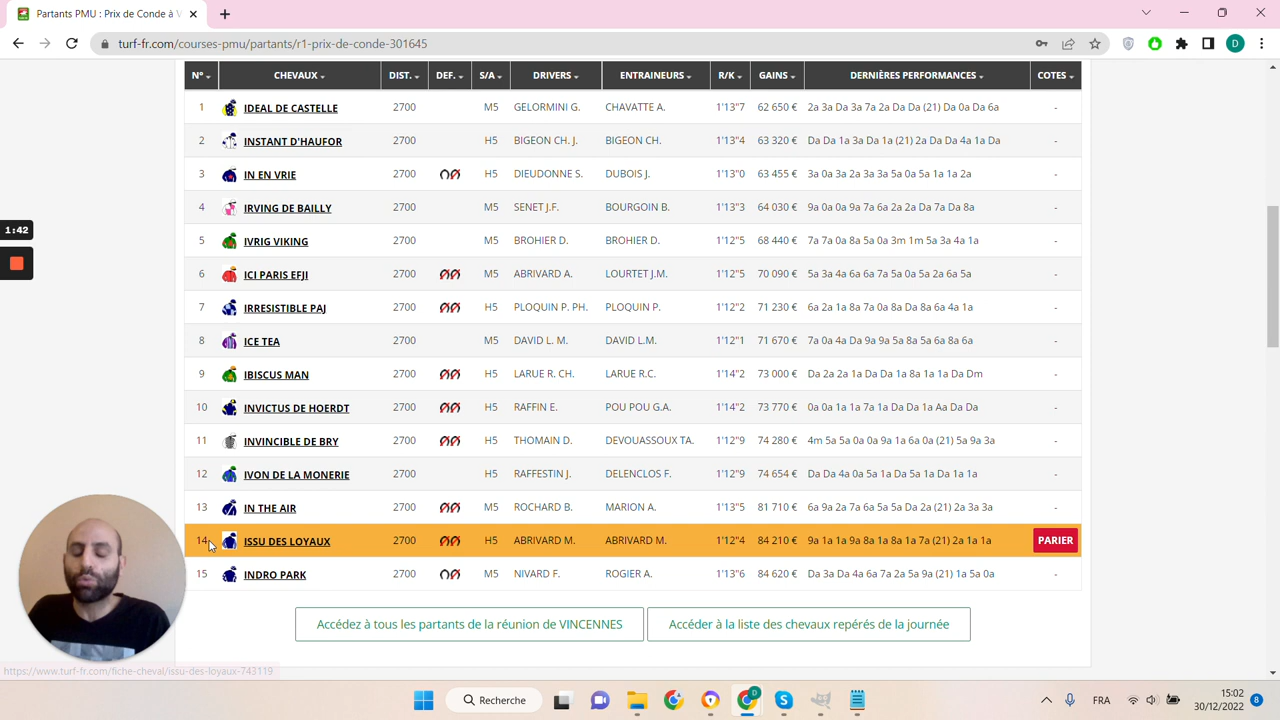 Partants PMU : Prix de Conde à V
turf-fr.com/courses-pmu/partants/r1-prix-de-conde-301645
D
N° CHEVAUX DIST. DEF. S/A DRIVERS ENTRAINEURS R/K GAINS DERNIÈRES PERFORMANCES COTES
1 IDEAL DE CASTELLE 2700 M5 GELORMINI G. CHAVATTE A. 1'13"7 62 650 € 2a 3a Da 3a 7a 2a Da Da (21) Da 0a Da 6a -
2 INSTANT D'HAUFOR 2700 H5 BIGEON CH. J. BIGEON CH. 1'13"4 63 320 € Da Da 1a 3a Da 1a (21) 2a Da Da 4a 1a Da -
3 IN EN VRIE 2700 H5 DIEUDONNE S. DUBOIS J. 1'13"0 63 455 € 3a 0a 3a 2a 3a 3a 5a 0a 5a 1a 1a 2a -
4 IRVING DE BAILLY 2700 M5 SENET J.F. BOURGOIN B. 1'13"3 64 030 € 9a 0a 0a 9a 7a 6a 2a 2a Da 7a Da 8a -
5 IVRIG VIKING 2700 M5 BROHIER D. BROHIER D. 1'12"5 68 440 € 7a 7a 0a 8a 5a 0a 3m 1m 5a 3a 4a 1a -
1:42
6 ICI PARIS EFJI 2700 M5 ABRIVARD A. LOURTET J.M. 1'12"5 70 090 € 5a 3a 4a 6a 6a 7a 5a 0a 5a 2a 6a 5a -
7 IRRESISTIBLE PAJ 2700 H5 PLOQUIN P. PH. PLOQUIN P. 1'12"2 71 230 € 6a 2a 1a 8a 7a 0a 8a Da 8a 6a 4a 1a -
8 ICE TEA 2700 M5 DAVID L. M. DAVID L.M. 1'12"1 71 670 € 7a 0a 4a Da 9a 9a 5a 8a 5a 6a 8a 6a -
9 IBISCUS MAN 2700 H5 LARUE R. CH. LARUE R.C. 1'14"2 73 000 € Da 2a 2a 1a Da Da 1a 8a 1a 1a Da Dm -
10 INVICTUS DE HOERDT 2700 H5 RAFFIN E. POU POU G.A. 1'14"2 73 770 € 0a 0a 1a 1a 7a 1a Da Da 1a Aa Da Da -
11 INVINCIBLE DE BRY 2700 H5 THOMAIN D. DEVOUASSOUX TA. 1'12"9 74 280 € 4m 5a 5a 0a 0a 9a 1a 6a 0a (21) 5a 9a 3a -
12 IVON DE LA MONERIE 2700 H5 RAFFESTIN J. DELENCLOS F. 1'12"9 74 654 € Da Da 4a 0a 5a 1a Da 5a 1a Da 1a 1a -
13 IN THE AIR 2700 H5 ROCHARD B. MARION A. 1'13"5 81 710 € 6a 9a 2a 7a 6a 5a 5a Da 2a (21) 2a 3a 3a -
14 ISSU DES LOYAUX 2700 H5 ABRIVARD M. ABRIVARD M. 1'12"4 84 210 € 9a 1a 1a 9a 8a 1a 8a 1a 7a (21) 2a 1a 1a PARIER
15 INDRO PARK 2700 M5 NIVARD F. ROGIER A. 1'13"6 84 620 € Da 3a Da 4a 6a 7a 2a 5a 9a (21) 1a 5a 0a -
Accédez à tous les partants de la réunion de VINCENNES
Accéder à la liste des chevaux repérés de la journée
https://www.turf-fr.com/fiche-cheval/issu-des-loyaux-743119
Recherche
D
FRA
15:02
30/12/2022
8